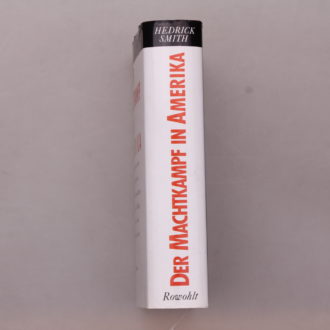 HEDRICK
SMITH
DER MACHTKAMPF IN AMERIKA
Rowohlt